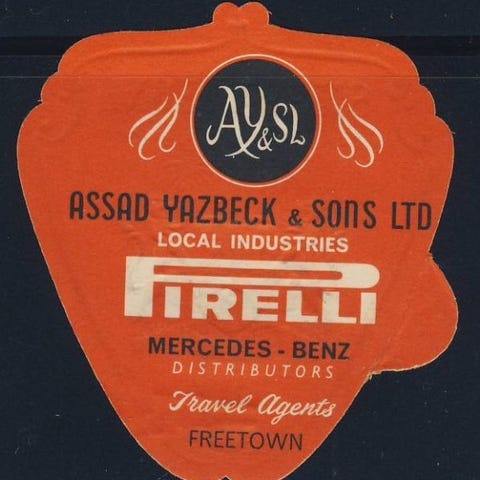 AY&SL
ASSAD YAZBECK & SONS LTD
LOCAL INDUSTRIES
PIRELLI
MERCEDES - BENZ
DISTRIBUTORS
Travel Agents
FREETOWN